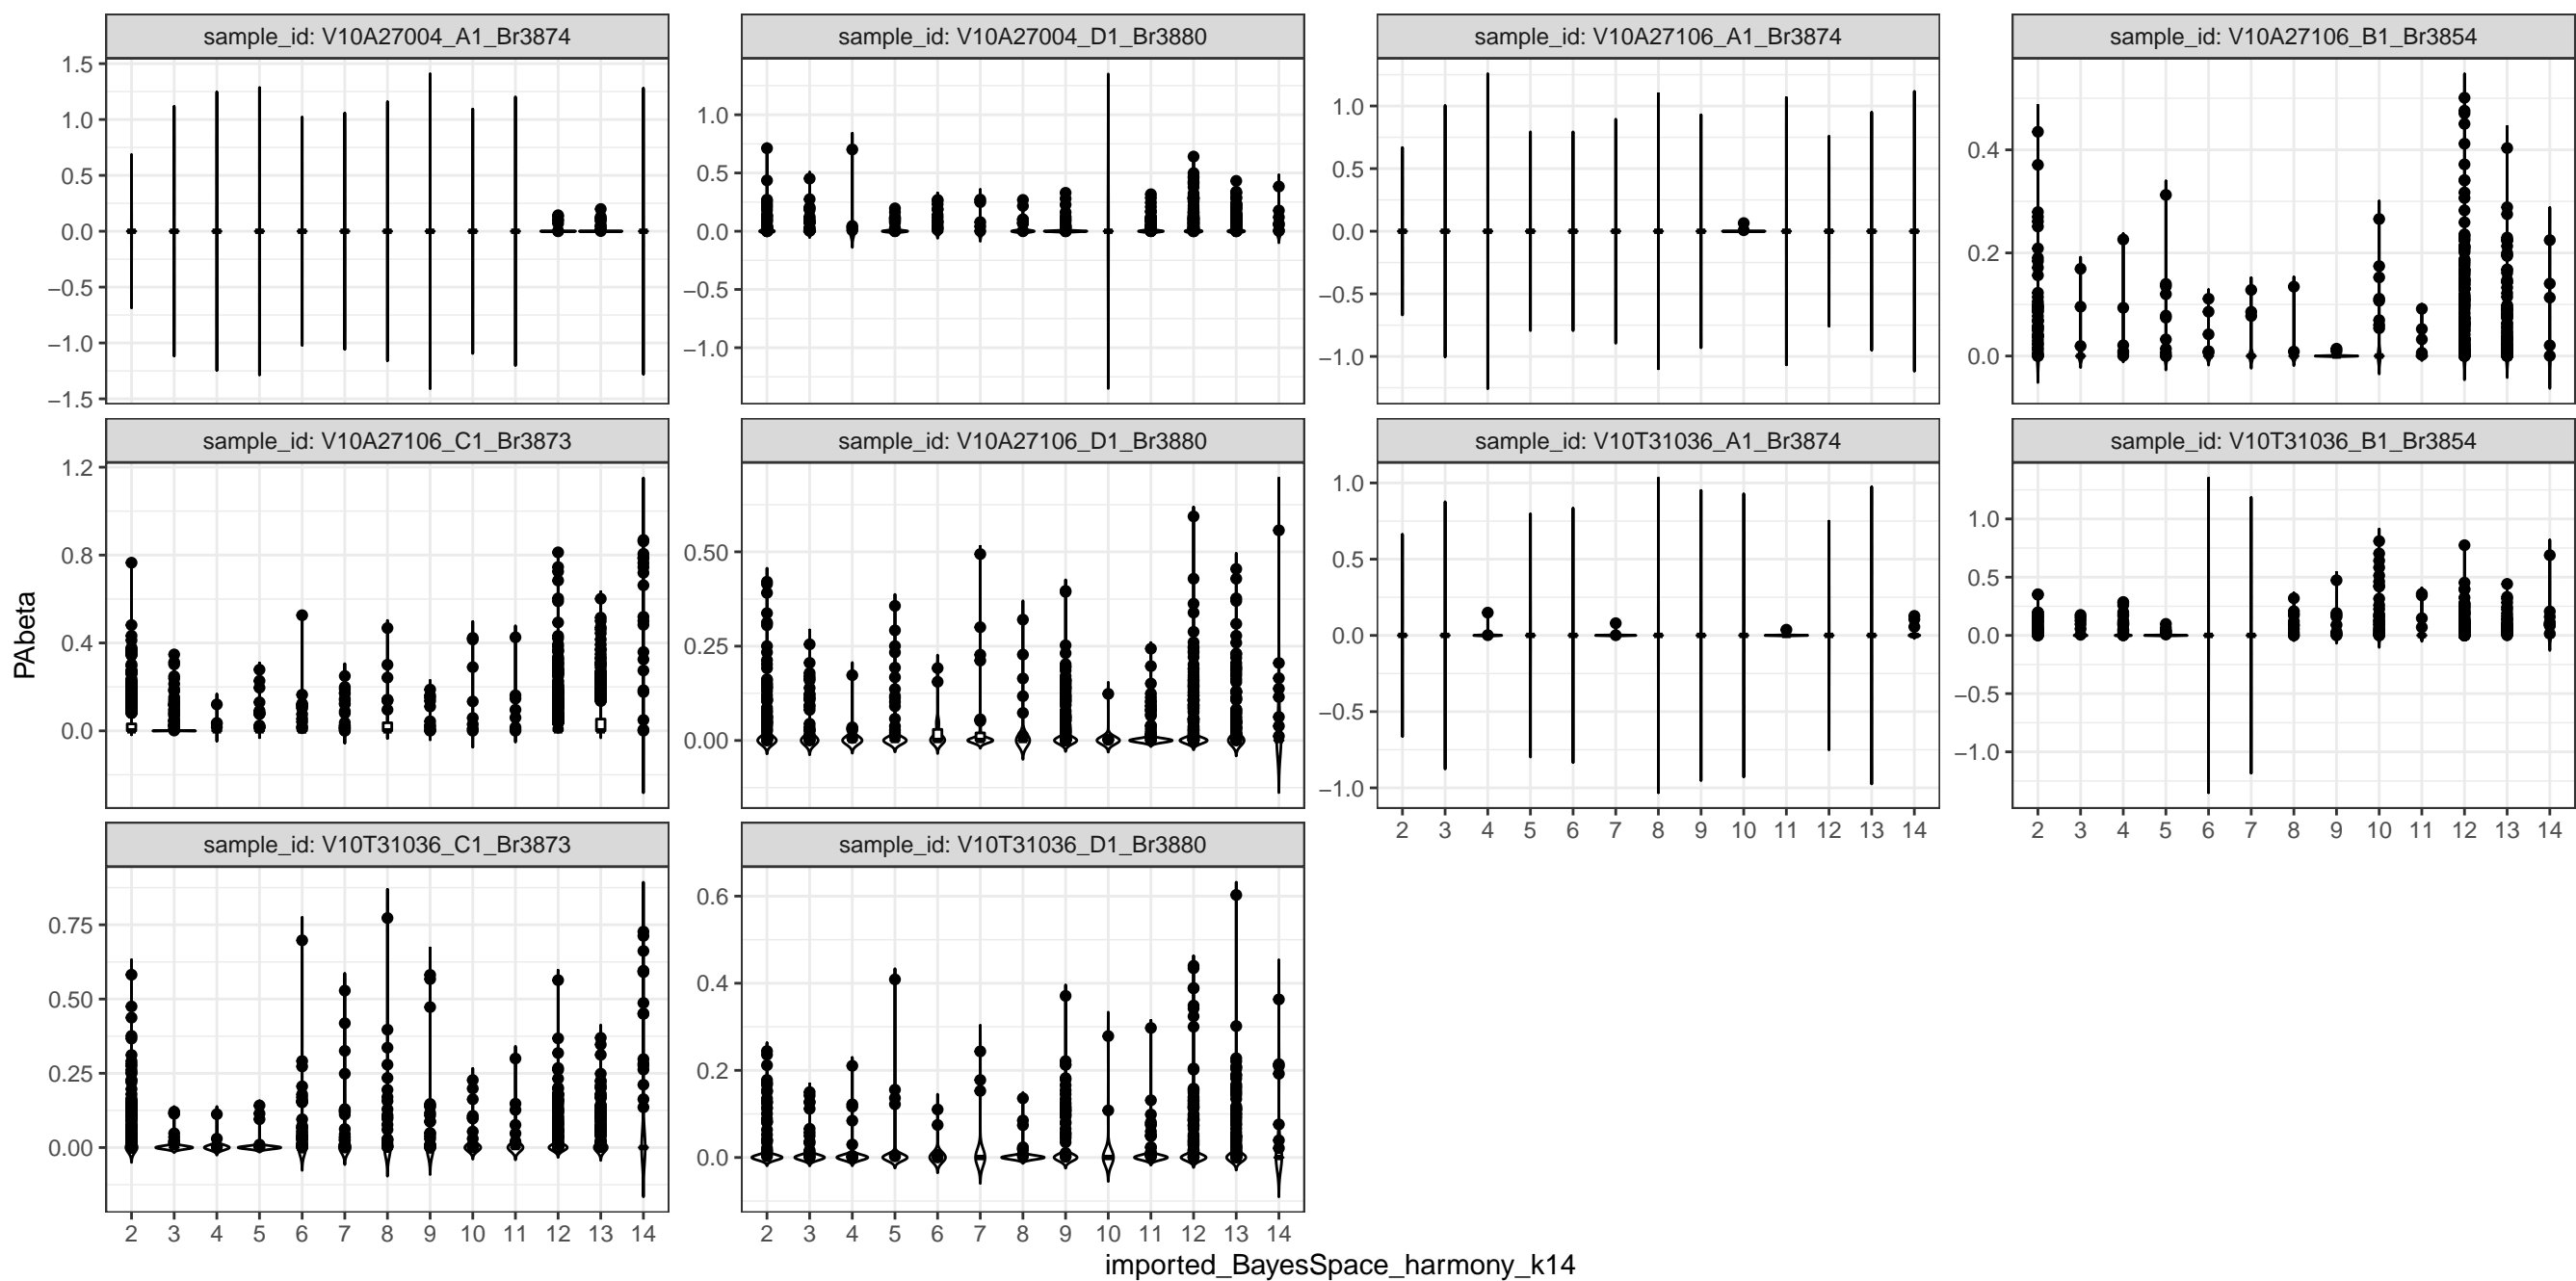 sample_id: V10A27004_A1_Br3874
sample_id: V10A27004_D1_Br3880
sample_id: V10A27106_A1_Br3874
sample_id: V10A27106_B1_Br3854
1.5
1.0
0.5
0.0
−0.5
−1.0
−1.5
1.0
0.5
0.0
−0.5
−1.0
1.0
0.5
0.0
−0.5
−1.0
0.4
0.2
0.0
sample_id: V10A27106_C1_Br3873
sample_id: V10A27106_D1_Br3880
sample_id: V10T31036_A1_Br3874
sample_id: V10T31036_B1_Br3854
PAbeta
1.2
0.8
0.4
0.0
0.50
0.25
0.00
1.0
0.5
0.0
−0.5
−1.0
1.0
0.5
0.0
−0.5
−1.0
2 3 4 5 6 7 8 9 10 11 12 13 14
2 3 4 5 6 7 8 9 10 11 12 13 14
sample_id: V10T31036_C1_Br3873
sample_id: V10T31036_D1_Br3880
0.75
0.50
0.25
0.00
0.6
0.4
0.2
0.0
2 3 4 5 6 7 8 9 10 11 12 13 14
2 3 4 5 6 7 8 9 10 11 12 13 14
imported_BayesSpace_harmony_k14